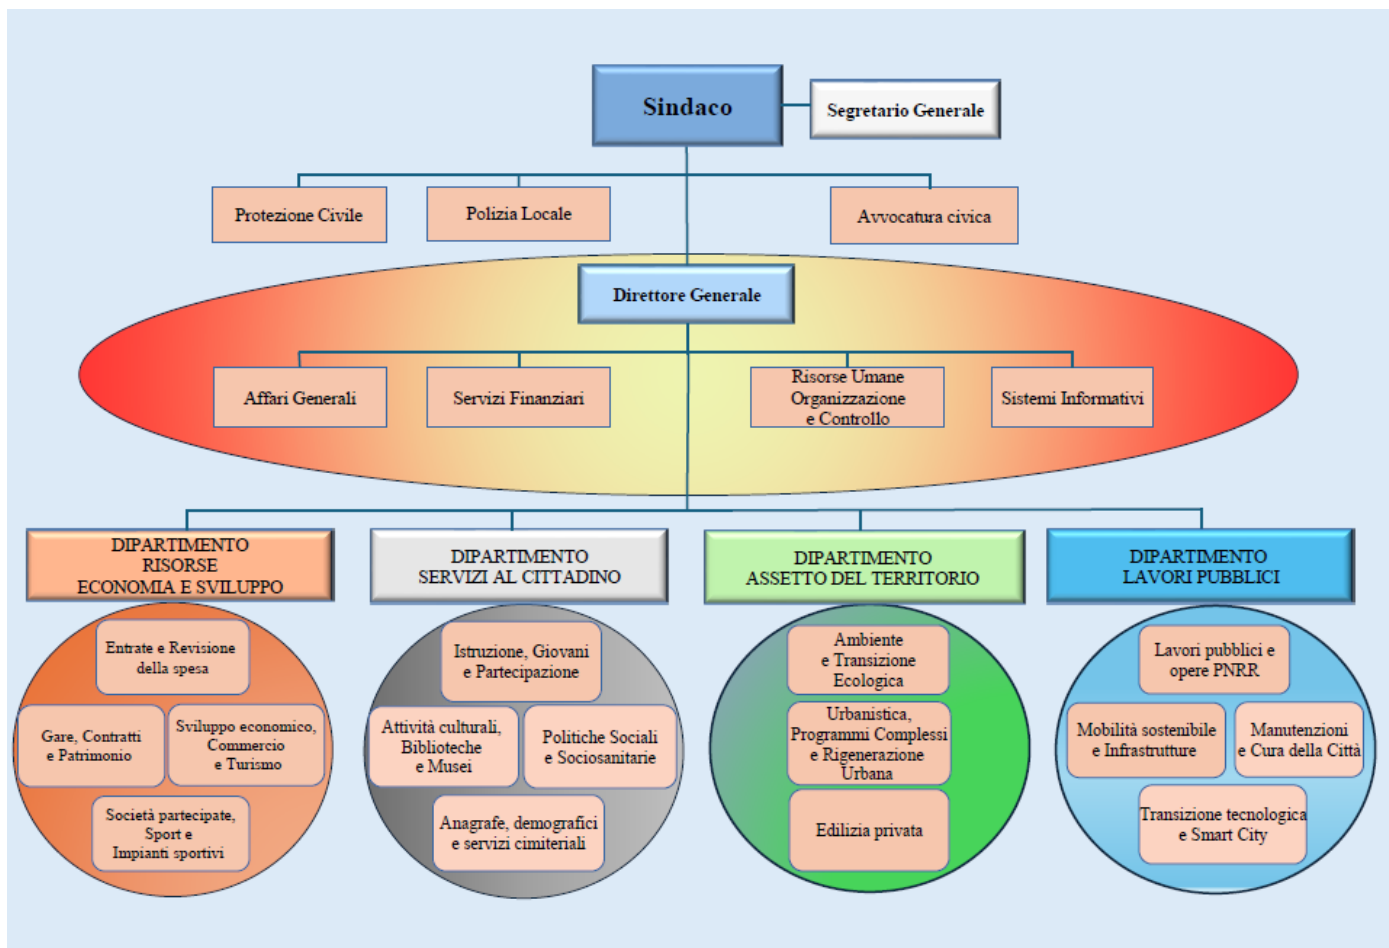 Sindaco
Segretario Generale
Protezione Civile
Polizia Locale
Avvocatura civica
Direttore Generale
Affari Generali
Servizi Finanziari
Risorse Umane
Organizzazione
e Controllo
Sistemi Informativi
DIPARTIMENTO
RISORSE
ECONOMIA E SVILUPPO
DIPARTIMENTO
SERVIZI AL CITTADINO
DIPARTIMENTO
ASSETTO DEL TERRITORIO
DIPARTIMENTO
LAVORI PUBBLICI
Entrate e Revisione
della spesa
Gare, Contratti
e Patrimonio
Sviluppo economico,
Commercio
e Turismo
Società partecipate,
Sport e
Impianti sportivi
Istruzione, Giovani
e Partecipazione
Attività culturali,
Biblioteche
e Musei
Politiche Sociali
e Sociosanitarie
Anagrafe, demografici
e servizi cimiteriali
Ambiente
e Transizione
Ecologica
Urbanistica,
Programmi Complessi
e Rigenerazione
Urbana
Edilizia privata
Lavori pubblici e
opere PNRR
Mobilità sostenibile
e Infrastrutture
Manutenzioni
e Cura della Città
Transizione tecnologica
e Smart City